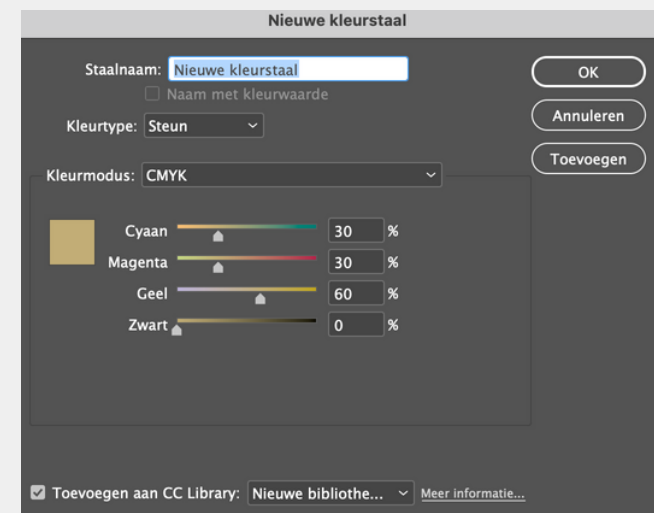 Nieuwe kleurstaal
Staalnaam: Nieuwe kleurstaal
OK
Naam met kleurwaarde
Annuleren
Kleurtype: Steun
Toevoegen
Kleurmodus: CMYK
Cyaan 30 %
Magenta 30 %
Geel 60 %
Zwart 0 %
Toevoegen aan CC Library: Nieuwe bibliothe... Meer informatie...